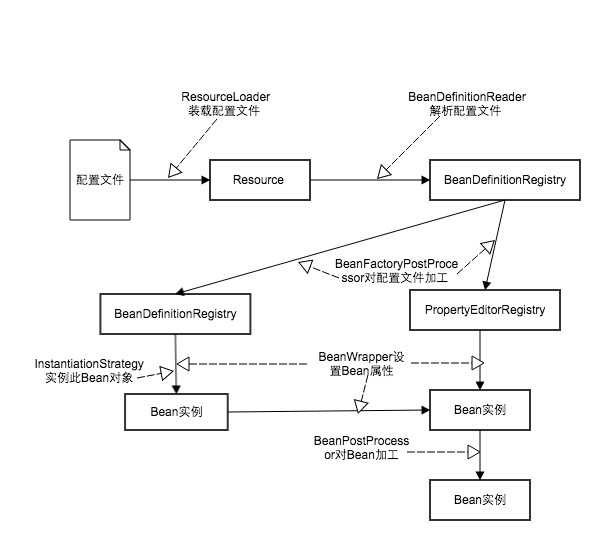 ResourceLoader
装载配置文件
BeanDefinitionReader
解析配置文件
配置文件
Resource
BeanDefinitionRegistry
BeanFactoryPostProce
ssor对配置文件加工
BeanDefinitionRegistry
PropertyEditorRegistry
InstantiationStrategy
实例此Bean对象
BeanWrapper设
置Bean属性
Bean实例
Bean实例
BeanPostProcess
or对Bean加工
Bean实例